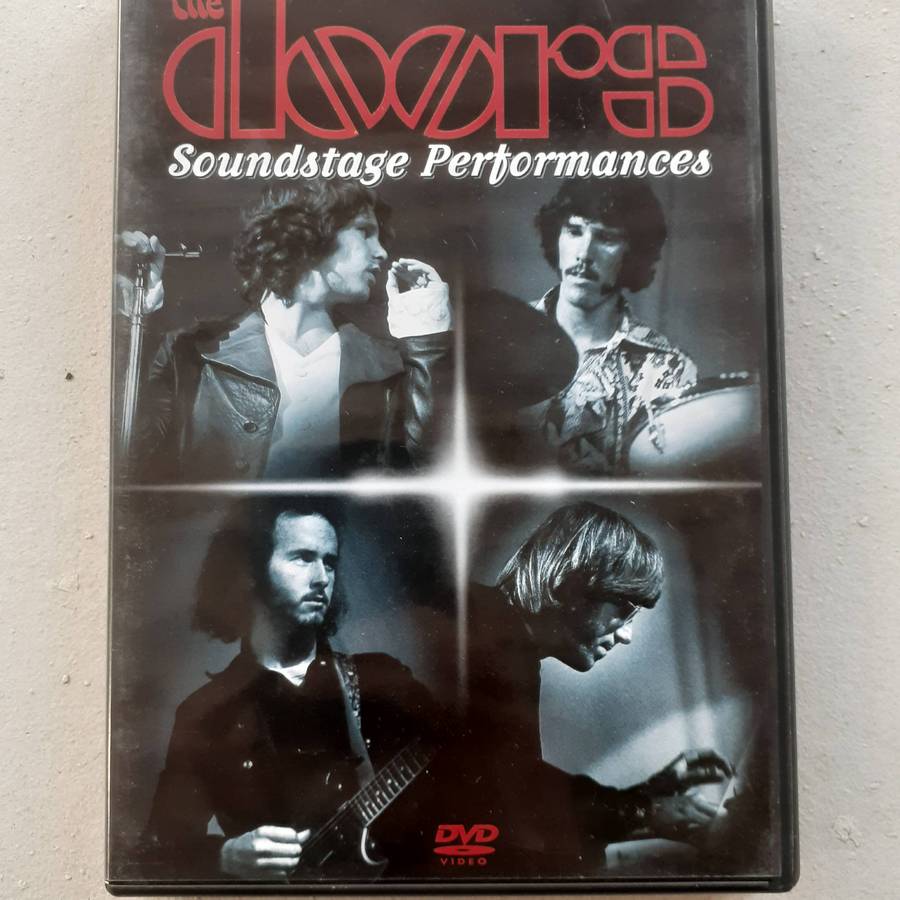 the
doors
Soundstage Performances
DVD
VIDEO